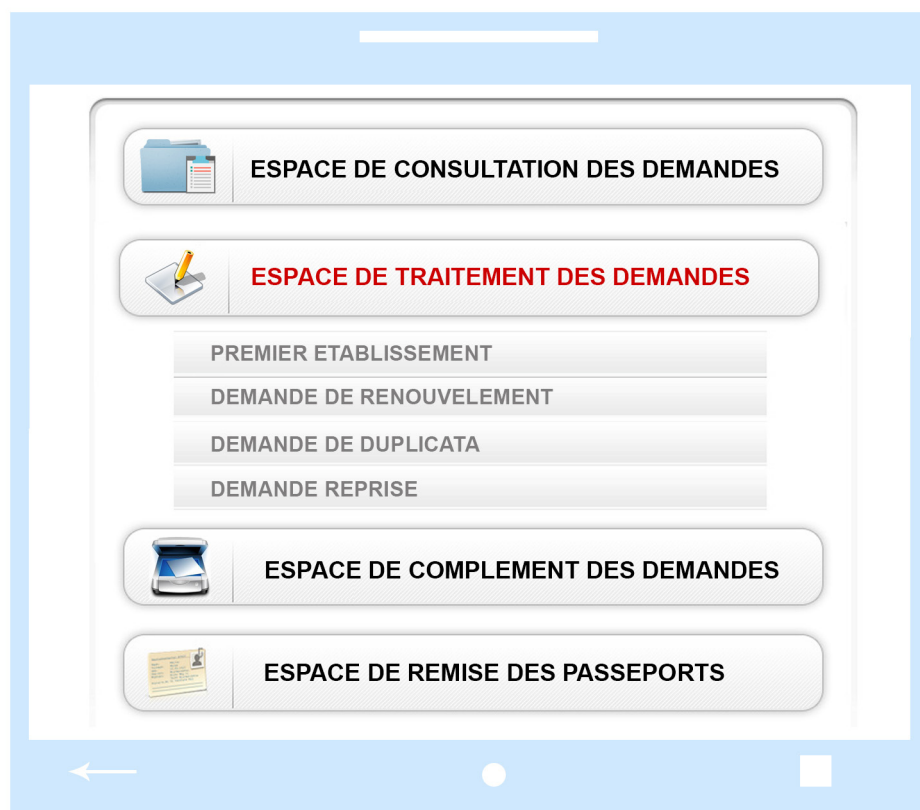 ESPACE DE CONSULTATION DES DEMANDES
ESPACE DE TRAITEMENT DES DEMANDES
PREMIER ETABLISSEMENT
DEMANDE DE RENOUVELEMENT
DEMANDE DE DUPLICATA
DEMANDE REPRISE
ESPACE DE COMPLEMENT DES DEMANDES
ESPACE DE REMISE DES PASSEPORTS